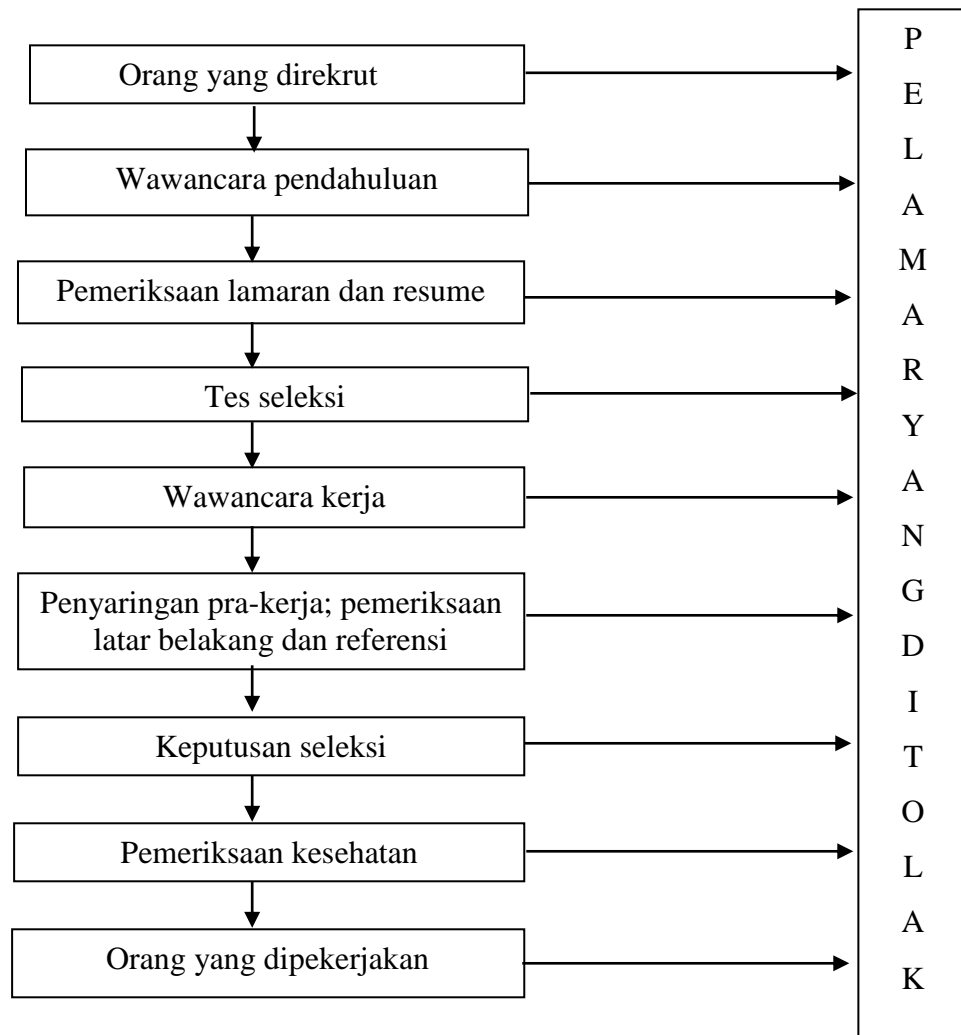 Orang yang direkrut
Wawancara pendahuluan
Pemeriksaan lamaran dan resume
Tes seleksi
Wawancara kerja
Penyaringan pra-kerja; pemeriksaan
latar belakang dan referensi
Keputusan seleksi
Pemeriksaan kesehatan
Orang yang dipekerjakan
P
E
L
A
M
A
R
Y
A
N
G
D
I
T
O
L
A
K